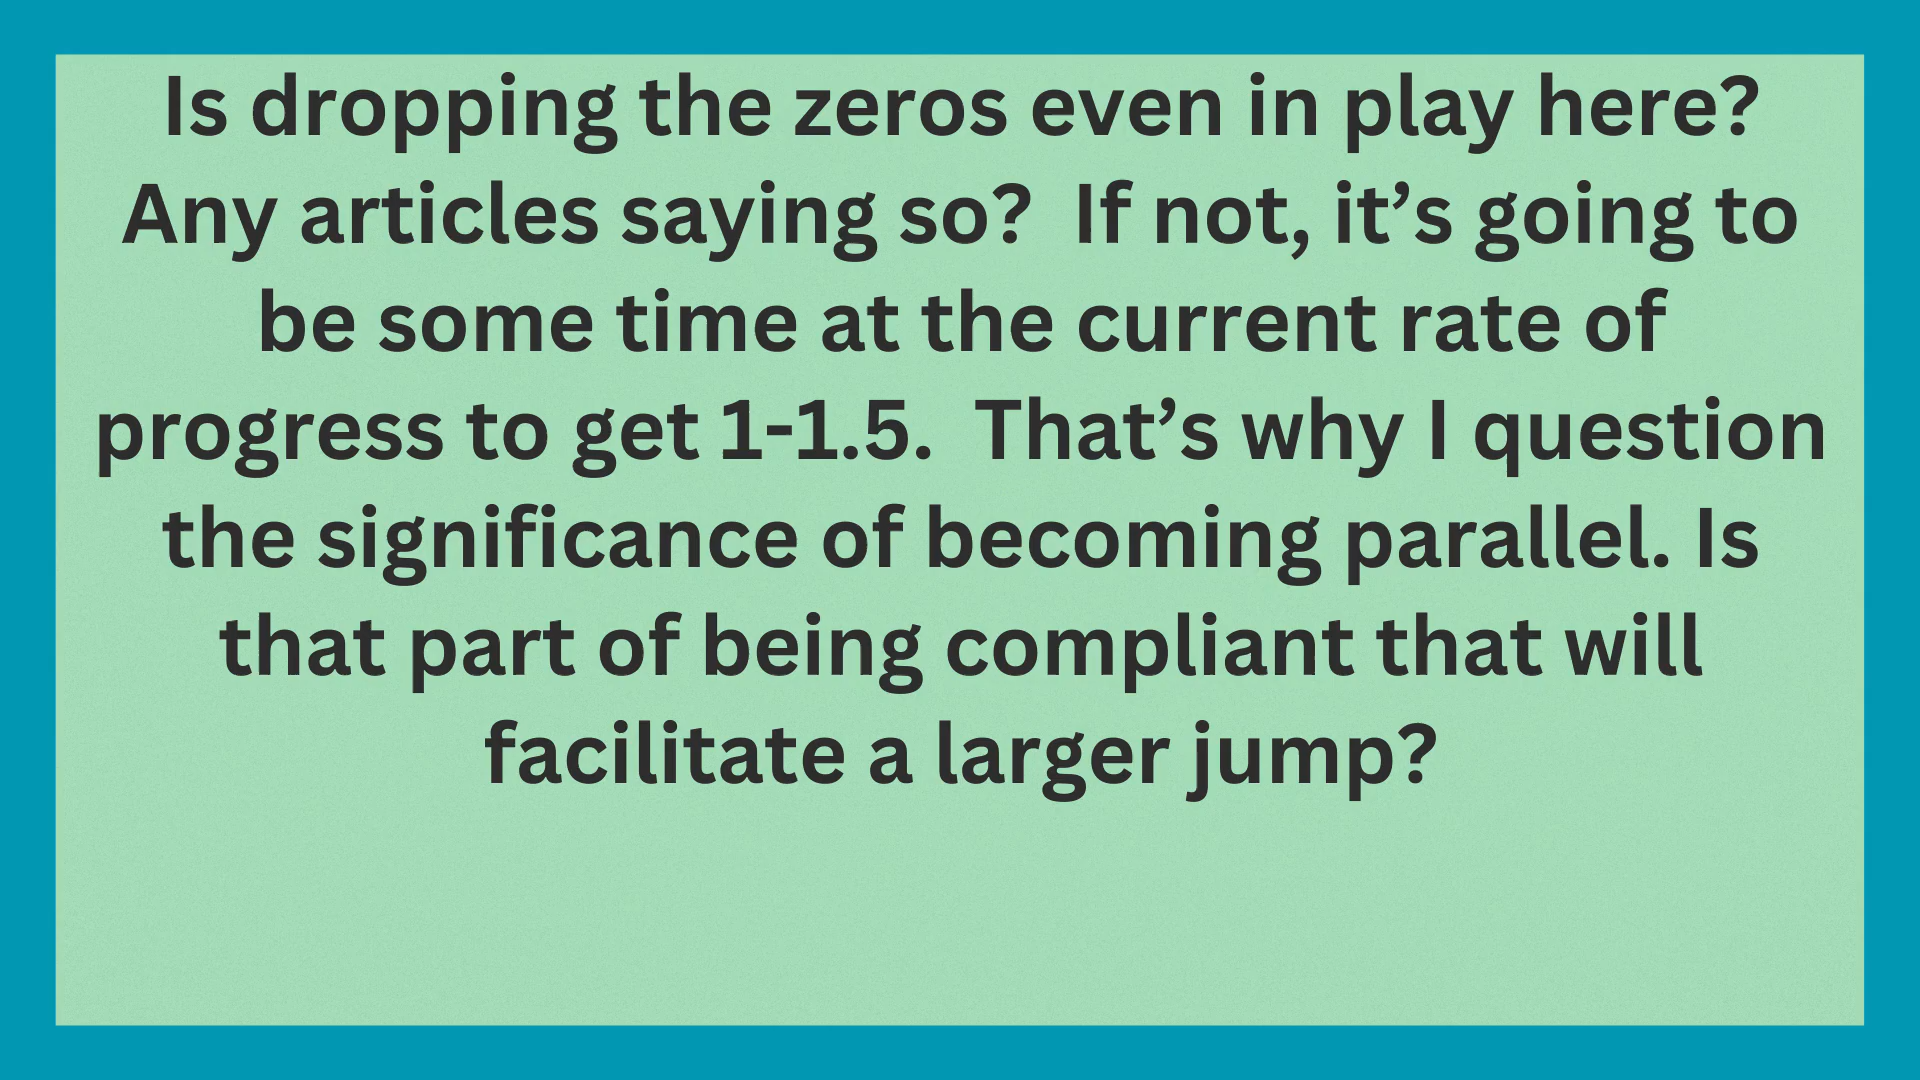 Is dropping the zeros even in play here?
Any articles saying so?  If not, it’s going to
be some time at the current rate of
progress to get 1-1.5.  That’s why I question
the significance of becoming parallel. Is
that part of being compliant that will
facilitate a larger jump?